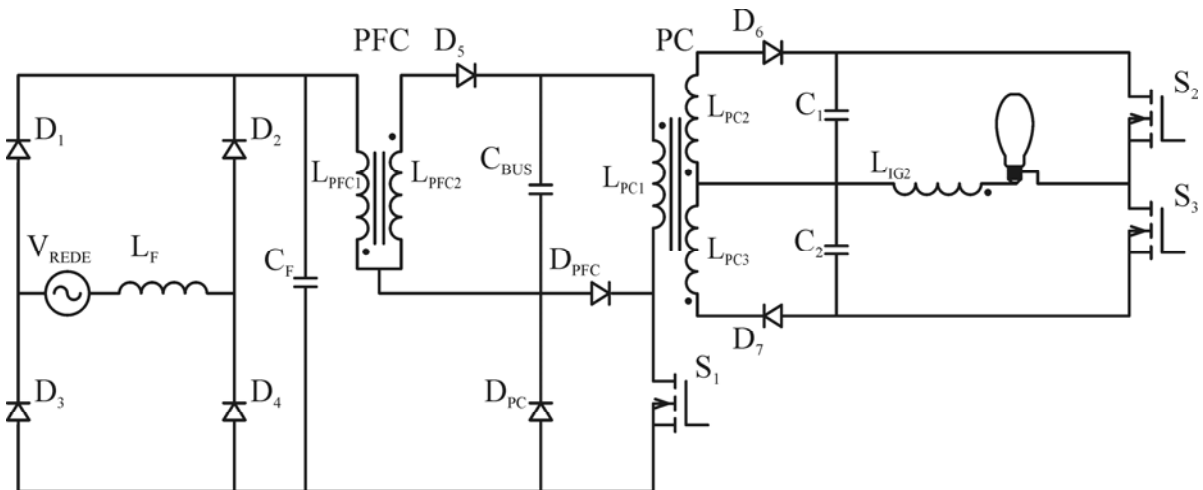 PFC
D5
PC
D6
S2
D1
D2
LPFC1
LPFC2
CBUS
LPC1
LPC2
C1
LIG2
VREDE
LF
CF
DPFC
LPC3
C2
S3
D7
D3
D4
DPC
S1